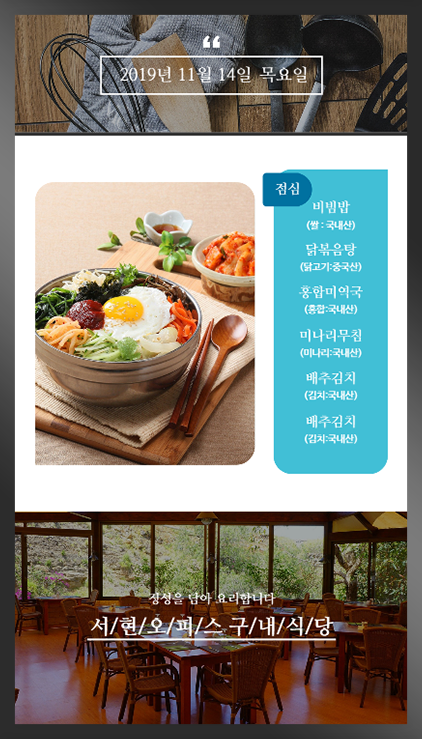 ❝
2019년 11월 14일 목요일
점심
비빔밥
(쌀 : 국내산)
닭볶음탕
(닭고기:중국산)
홍합미역국
(홍합:국내산)
미나리무침
(미나리:국내산)
배추김치
(김치:국내산)
배추김치
(김치:국내산)
정성을 담아 요리합니다
서/현/오/피/스 구/내/식/당